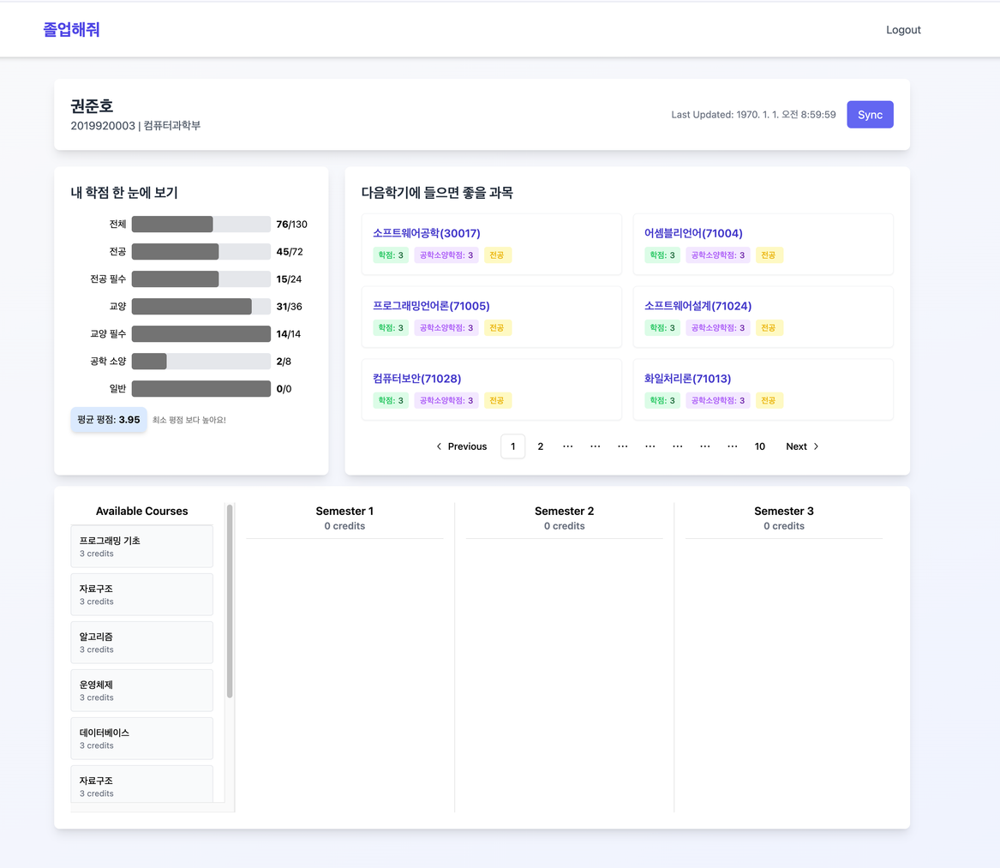 졸업해줘
Logout
권준호
2019920003 | 컴퓨터과학부
Last Updated: 1970. 1. 1. 오전 8:59:59
Sync
내 학점 한 눈에 보기
전체 76/130
전공 45/72
전공 필수 15/24
교양 31/36
교양 필수 14/14
공학 소양 2/8
일반 0/0
평균 평점: 3.95 최소 평점 보다 높아요!
다음학기에 들으면 좋을 과목
소프트웨어공학(30017)
학점: 3 공학소양학점: 3 전공
어셈블리언어(71004)
학점: 3 공학소양학점: 3 전공
프로그래밍언어론(71005)
학점: 3 공학소양학점: 3 전공
소프트웨어설계(71024)
학점: 3 공학소양학점: 3 전공
컴퓨터보안(71028)
학점: 3 공학소양학점: 3 전공
화일처리론(71013)
학점: 3 공학소양학점: 3 전공
Previous 1 2 ... ... ... ... ... ... ... 10 Next
Available Courses
프로그래밍 기초
3 credits
자료구조
3 credits
알고리즘
3 credits
운영체제
3 credits
데이터베이스
3 credits
자료구조
3 credits
Semester 1
0 credits
Semester 2
0 credits
Semester 3
0 credits